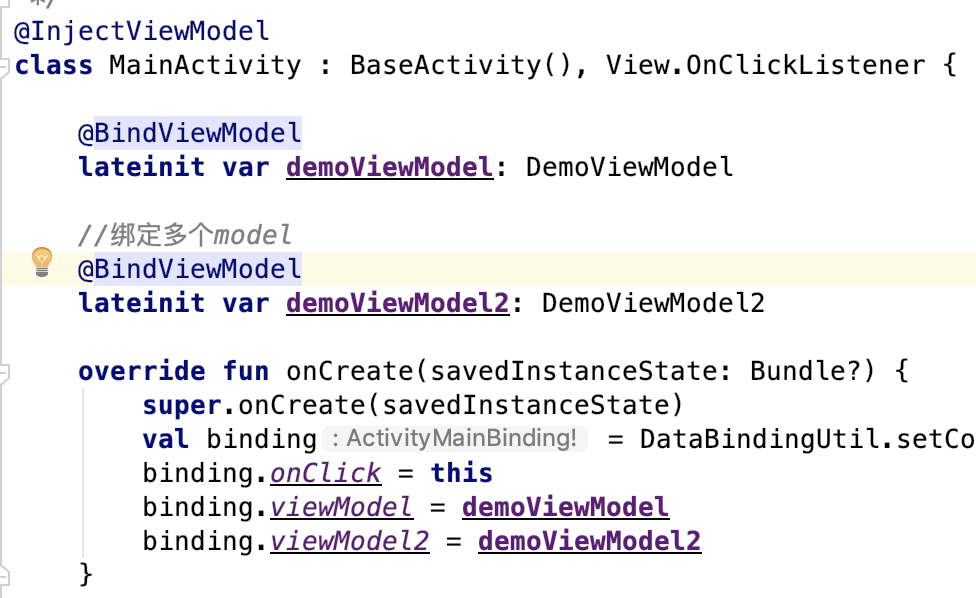 */
@InjectViewModel
class MainActivity : BaseActivity(), View.OnClickListener {
@BindViewModel
lateinit var demoViewModel: DemoViewModel
//绑定多个model
@BindViewModel
lateinit var demoViewModel2: DemoViewModel2
override fun onCreate(savedInstanceState: Bundle?) {
super.onCreate(savedInstanceState)
val binding : ActivityMainBinding! = DataBindingUtil.setCo
binding.onClick = this
binding.viewModel = demoViewModel
binding.viewModel2 = demoViewModel2
}